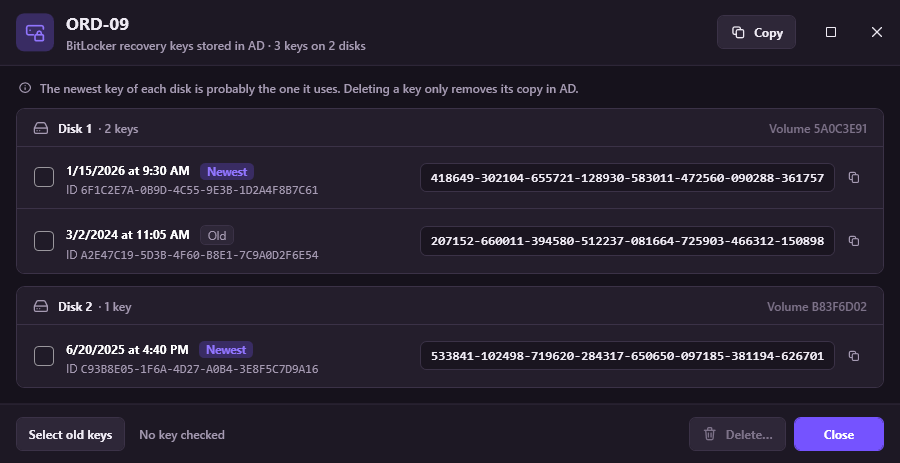 ORD-09
BitLocker recovery keys stored in AD · 3 keys on 2 disks
Copy
The newest key of each disk is probably the one it uses. Deleting a key only removes its copy in AD.
Disk 1 · 2 keys
Volume 5A0C3E91
1/15/2026 at 9:30 AM Newest
ID 6F1C2E7A-0B9D-4C55-9E3B-1D2A4F8B7C61
418649-302104-655721-128930-583011-472560-090288-361757
3/2/2024 at 11:05 AM Old
ID A2E47C19-5D3B-4F60-B8E1-7C9A0D2F6E54
207152-660011-394580-512237-081664-725903-466312-150898
Disk 2 · 1 key
Volume B83F6D02
6/20/2025 at 4:40 PM Newest
ID C93B8E05-1F6A-4D27-A0B4-3E8F5C7D9A16
533841-102498-719620-284317-650650-097185-381194-626701
Select old keys
No key checked
Delete...
Close